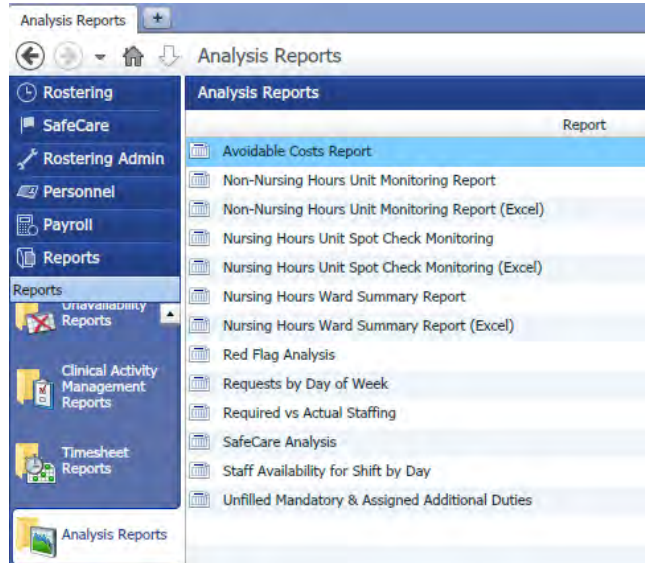 Analysis Reports
Analysis Reports
Rostering
SafeCare
Rostering Admin
Personnel
Payroll
Reports
Reports
Unavailability
Reports
Clinical Activity
Management
Reports
Timesheet
Reports
Analysis Reports
Analysis Reports
Report
Avoidable Costs Report
Non-Nursing Hours Unit Monitoring Report
Non-Nursing Hours Unit Monitoring Report (Excel)
Nursing Hours Unit Spot Check Monitoring
Nursing Hours Unit Spot Check Monitoring (Excel)
Nursing Hours Ward Summary Report
Nursing Hours Ward Summary Report (Excel)
Red Flag Analysis
Requests by Day of Week
Required vs Actual Staffing
SafeCare Analysis
Staff Availability for Shift by Day
Unfilled Mandatory & Assigned Additional Duties